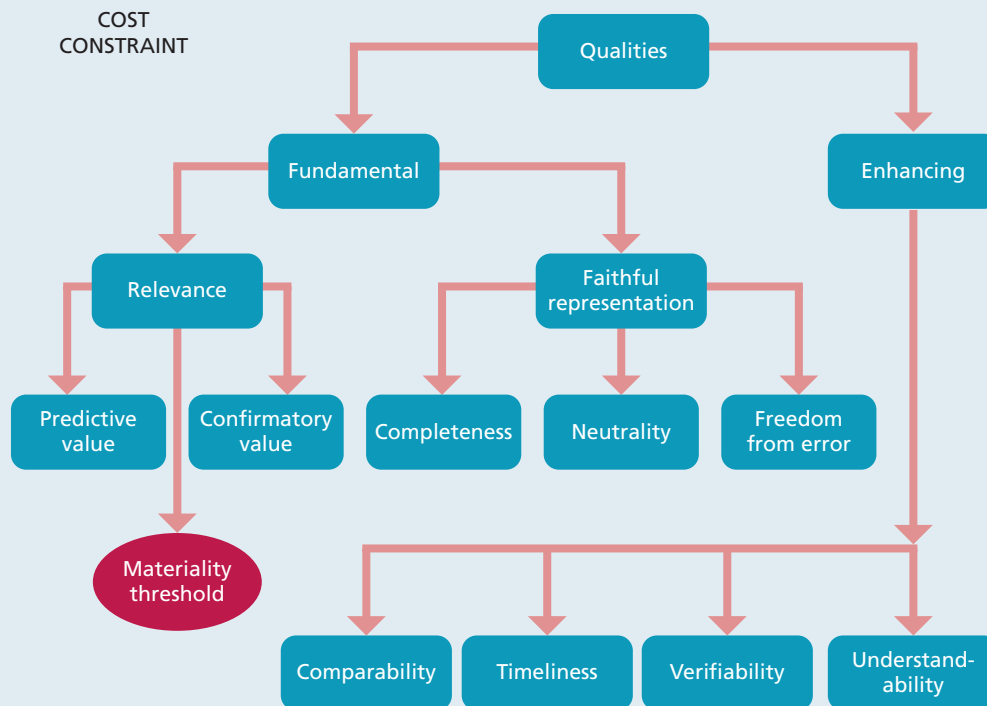 COST
CONSTRAINT
Qualities
Fundamental
Enhancing
Relevance
Faithful
representation
Predictive
value
Confirmatory
value
Completeness
Neutrality
Freedom
from error
Materiality
threshold
Comparability
Timeliness
Verifiability
Understand-
ability